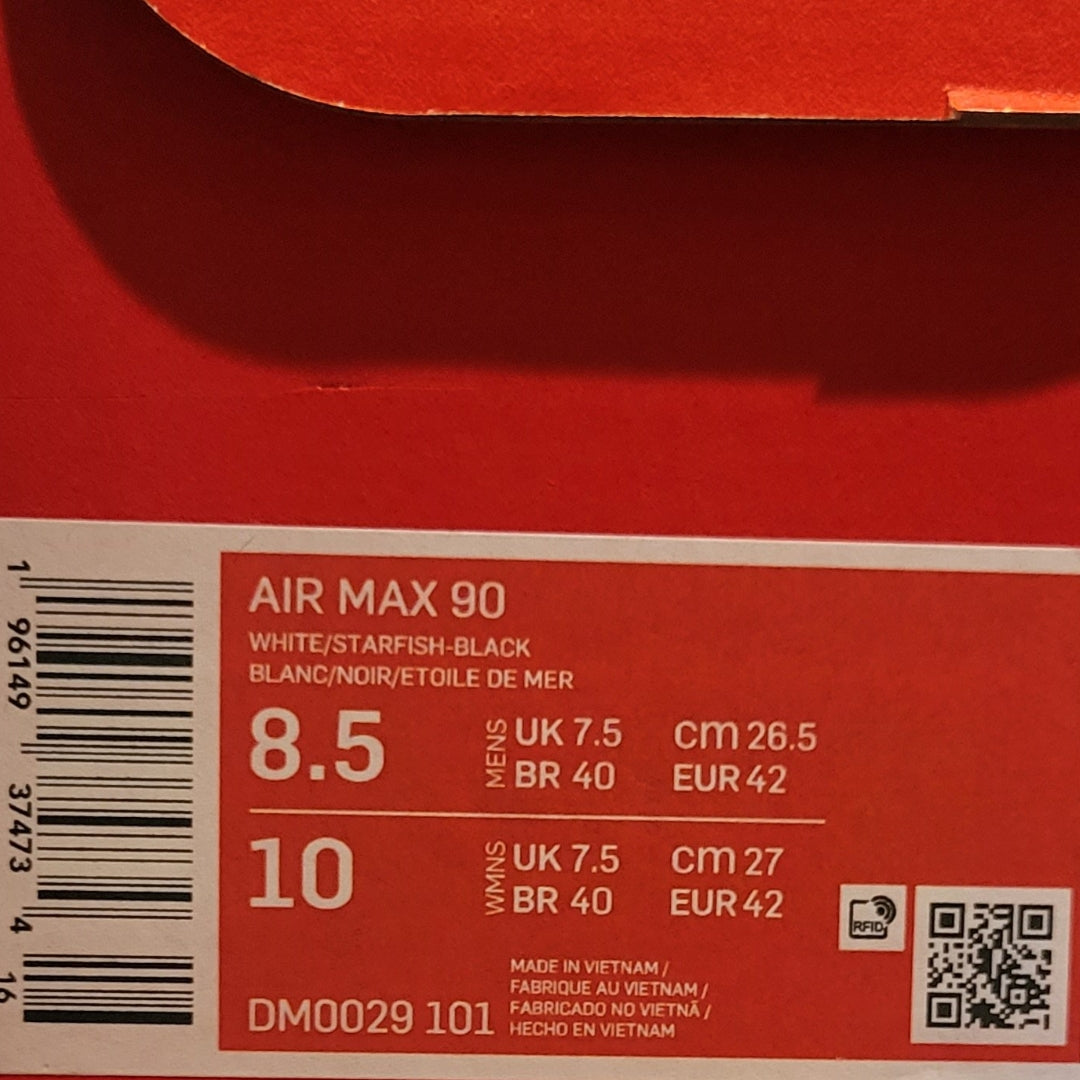 1 96149 37473 4 16
AIR MAX 90
WHITE/STARFISH-BLACK
BLANC/NOIR/ETOILE DE MER
8.5 MENS UK 7.5 cm 26.5
BR 40 EUR 42
10 WMNS UK 7.5 cm 27
BR 40 EUR 42
RFID
MADE IN VIETNAM /
FABRIQUE AU VIETNAM /
FABRICADO NO VIETNÃ /
HECHO EN VIETNAM
DM0029 101